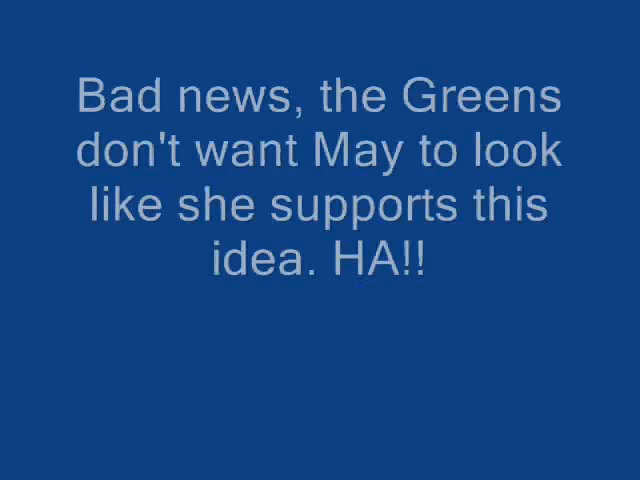 Bad news, the Greens
don't want May to look
like she supports this
idea. HA!!